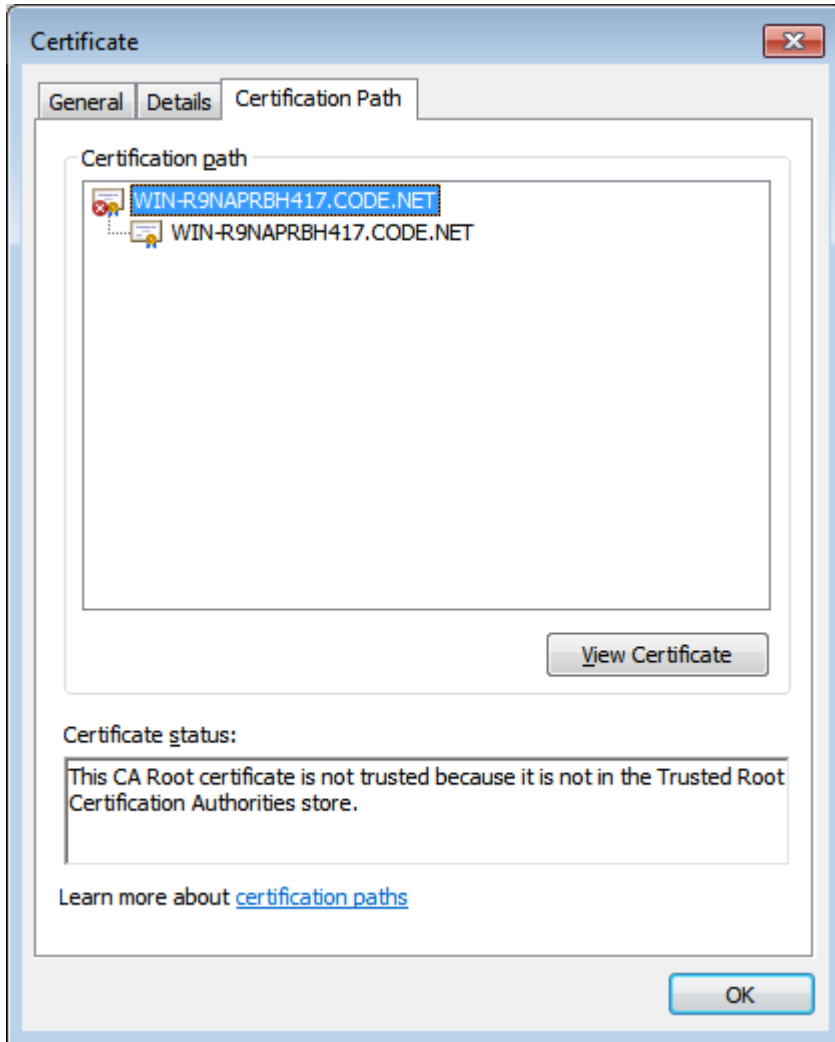 Certificate
General
Details
Certification Path
Certification path
WIN-R9NAPRBH417.CODE.NET
WIN-R9NAPRBH417.CODE.NET
View Certificate
Certificate status:
This CA Root certificate is not trusted because it is not in the Trusted Root
Certification Authorities store.
Learn more about certification paths
OK